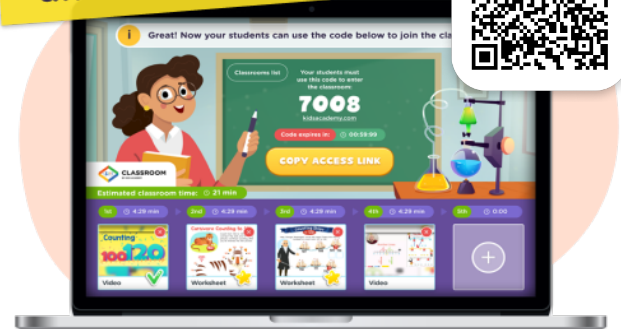 Great! Now your students can use the code below to join the cla
Classrooms list
Your students must
use this code to enter
the classroom:
7008
kidsacademy.com
Code expires in:
00:59:99
COPY ACCESS LINK
CLASSROOM
Estimated classroom time: 21 min
1st 4:29 min
2nd 4:29 min
3rd 4:29 min
4th 4:29 min
5th 0:00
Counting
100 120
Video
Worksheet
Worksheet
Video